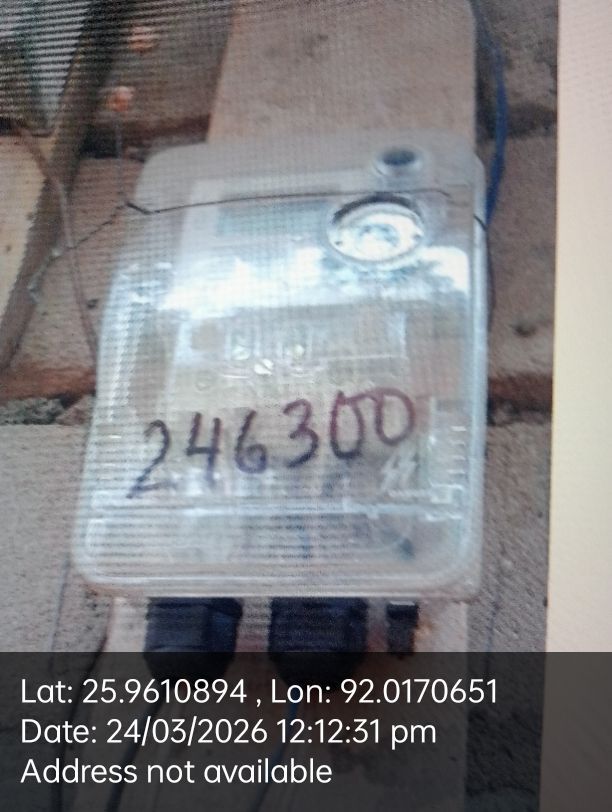 246300
Lat: 25.9610894 , Lon: 92.0170651
Date: 24/03/2026 12:12:31 pm
Address not available